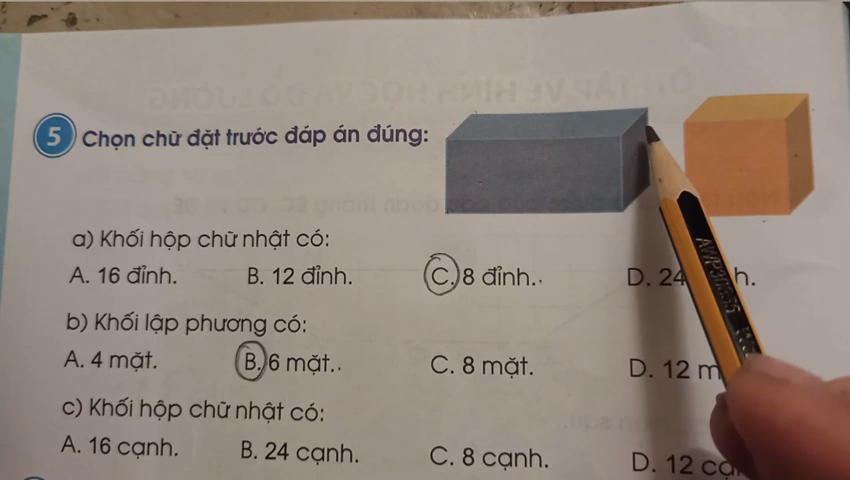 5 Chọn chữ đặt trước đáp án đúng:
a) Khối hộp chữ nhật có:
A. 16 đỉnh. B. 12 đỉnh. C. 8 đỉnh. D. 24 h.
b) Khối lập phương có:
A. 4 mặt. B. 6 mặt. C. 8 mặt. D. 12 m
c) Khối hộp chữ nhật có:
A. 16 cạnh. B. 24 cạnh. C. 8 cạnh. D. 12 cạ